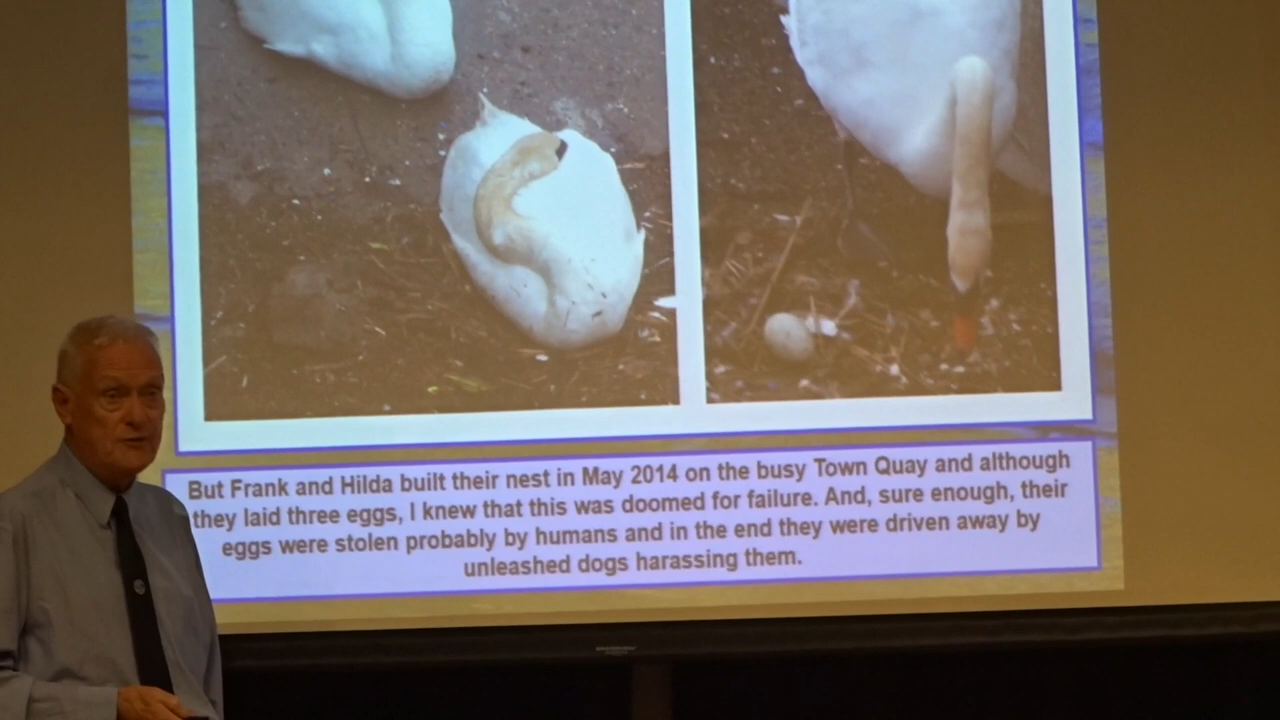 But Frank and Hilda built their nest in May 2014 on the busy Town Quay and although
they laid three eggs, I knew that this was doomed for failure. And, sure enough, their
eggs were stolen probably by humans and in the end they were driven away by
unleashed dogs harassing them.